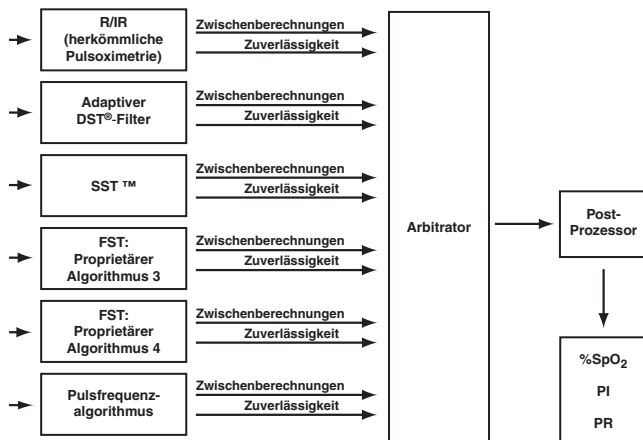 R/IR
(herkömmliche
Pulsoximetrie)
Zwischenberechnungen
Zuverlässigkeit
Adaptiver
DST®-Filter
Zwischenberechnungen
Zuverlässigkeit
SST ™
Zwischenberechnungen
Zuverlässigkeit
FST:
Proprietärer
Algorithmus 3
Zwischenberechnungen
Zuverlässigkeit
FST:
Proprietärer
Algorithmus 4
Zwischenberechnungen
Zuverlässigkeit
Pulsfrequenz-
algorithmus
Zwischenberechnungen
Zuverlässigkeit
Arbitrator
Post-
Prozessor
%SpO₂
PI
PR